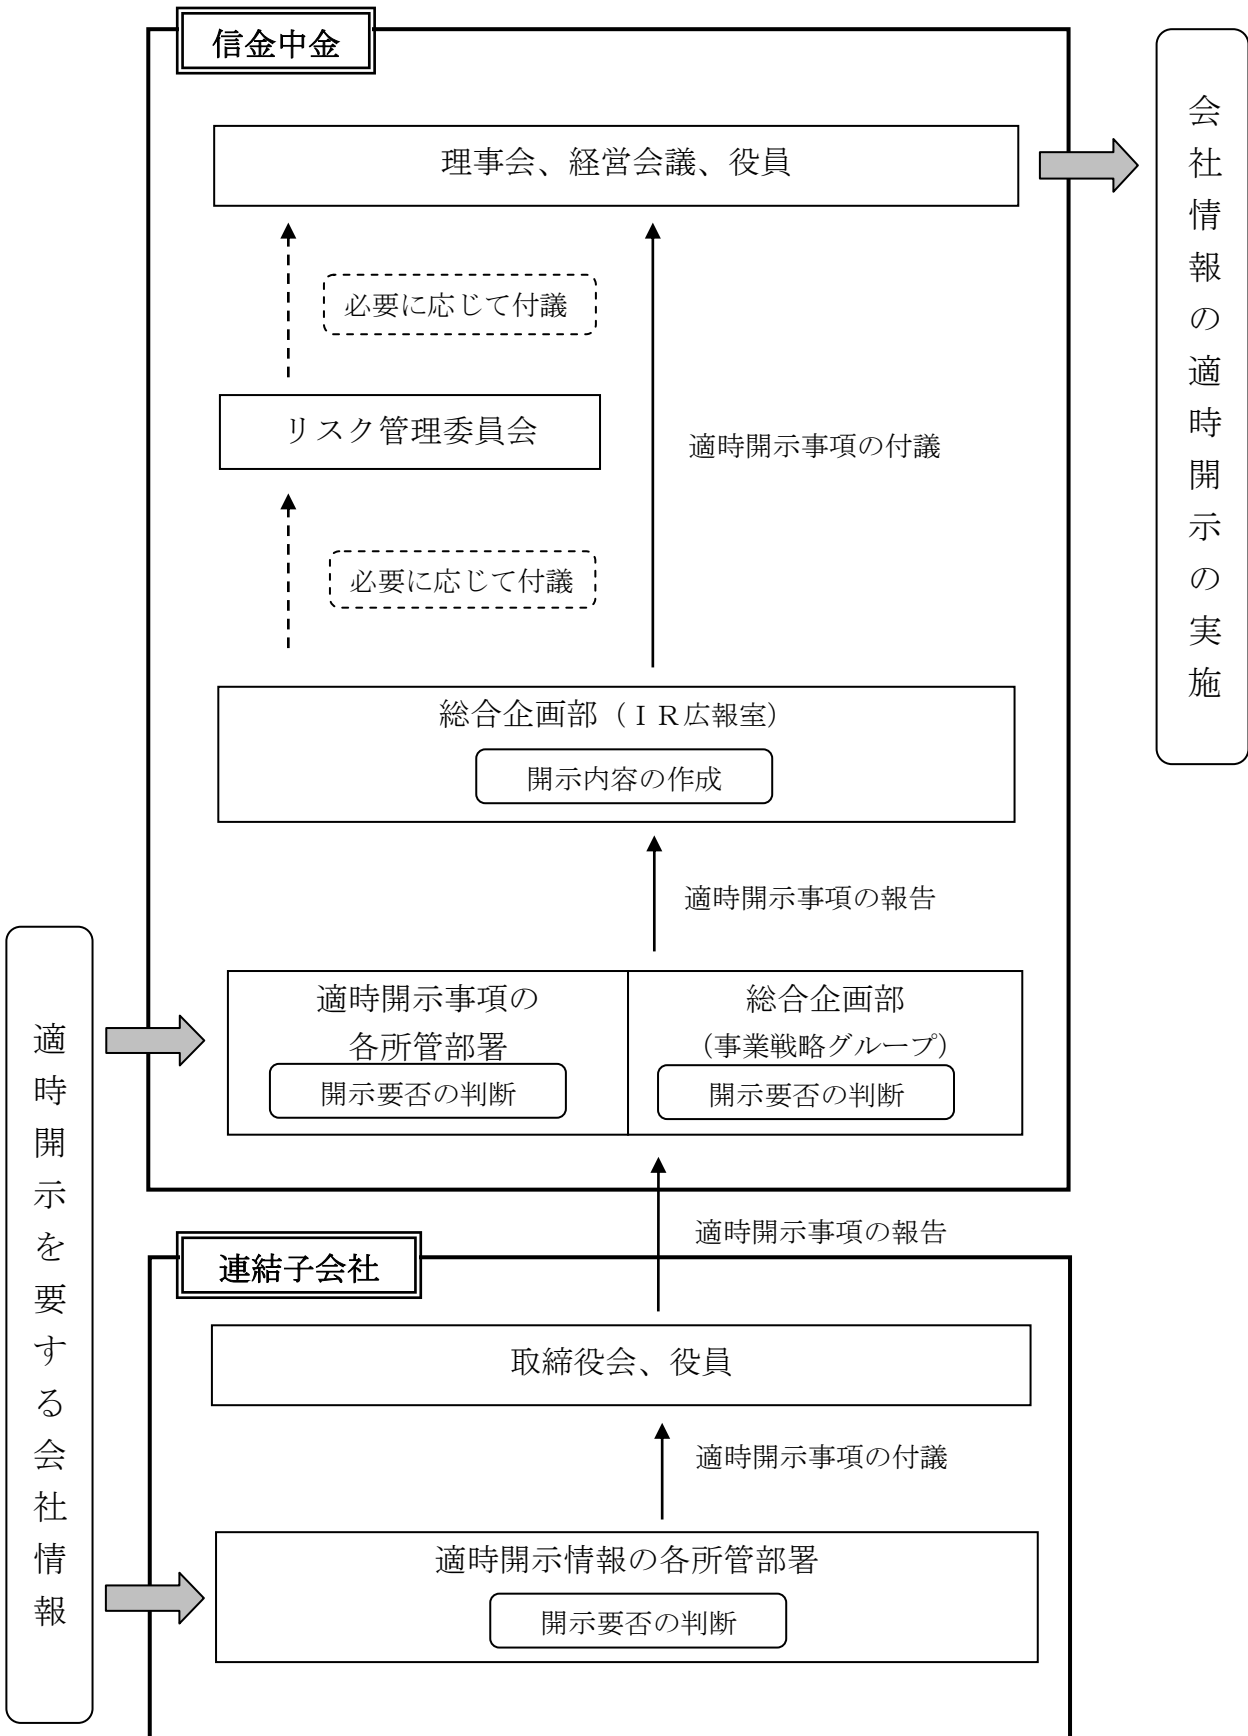 信金中金
理事会、経営会議、役員
必要に応じて付議
リスク管理委員会
適時開示事項の付議
必要に応じて付議
総合企画部（ＩＲ広報室）
開示内容の作成
適時開示事項の報告
適時開示事項の
各所管部署
開示要否の判断
総合企画部
（事業戦略グループ）
開示要否の判断
適時開示事項の報告
連結子会社
取締役会、役員
適時開示事項の付議
適時開示情報の各所管部署
開示要否の判断
適時開示を要する会社情報
会社情報の適時開示の実施